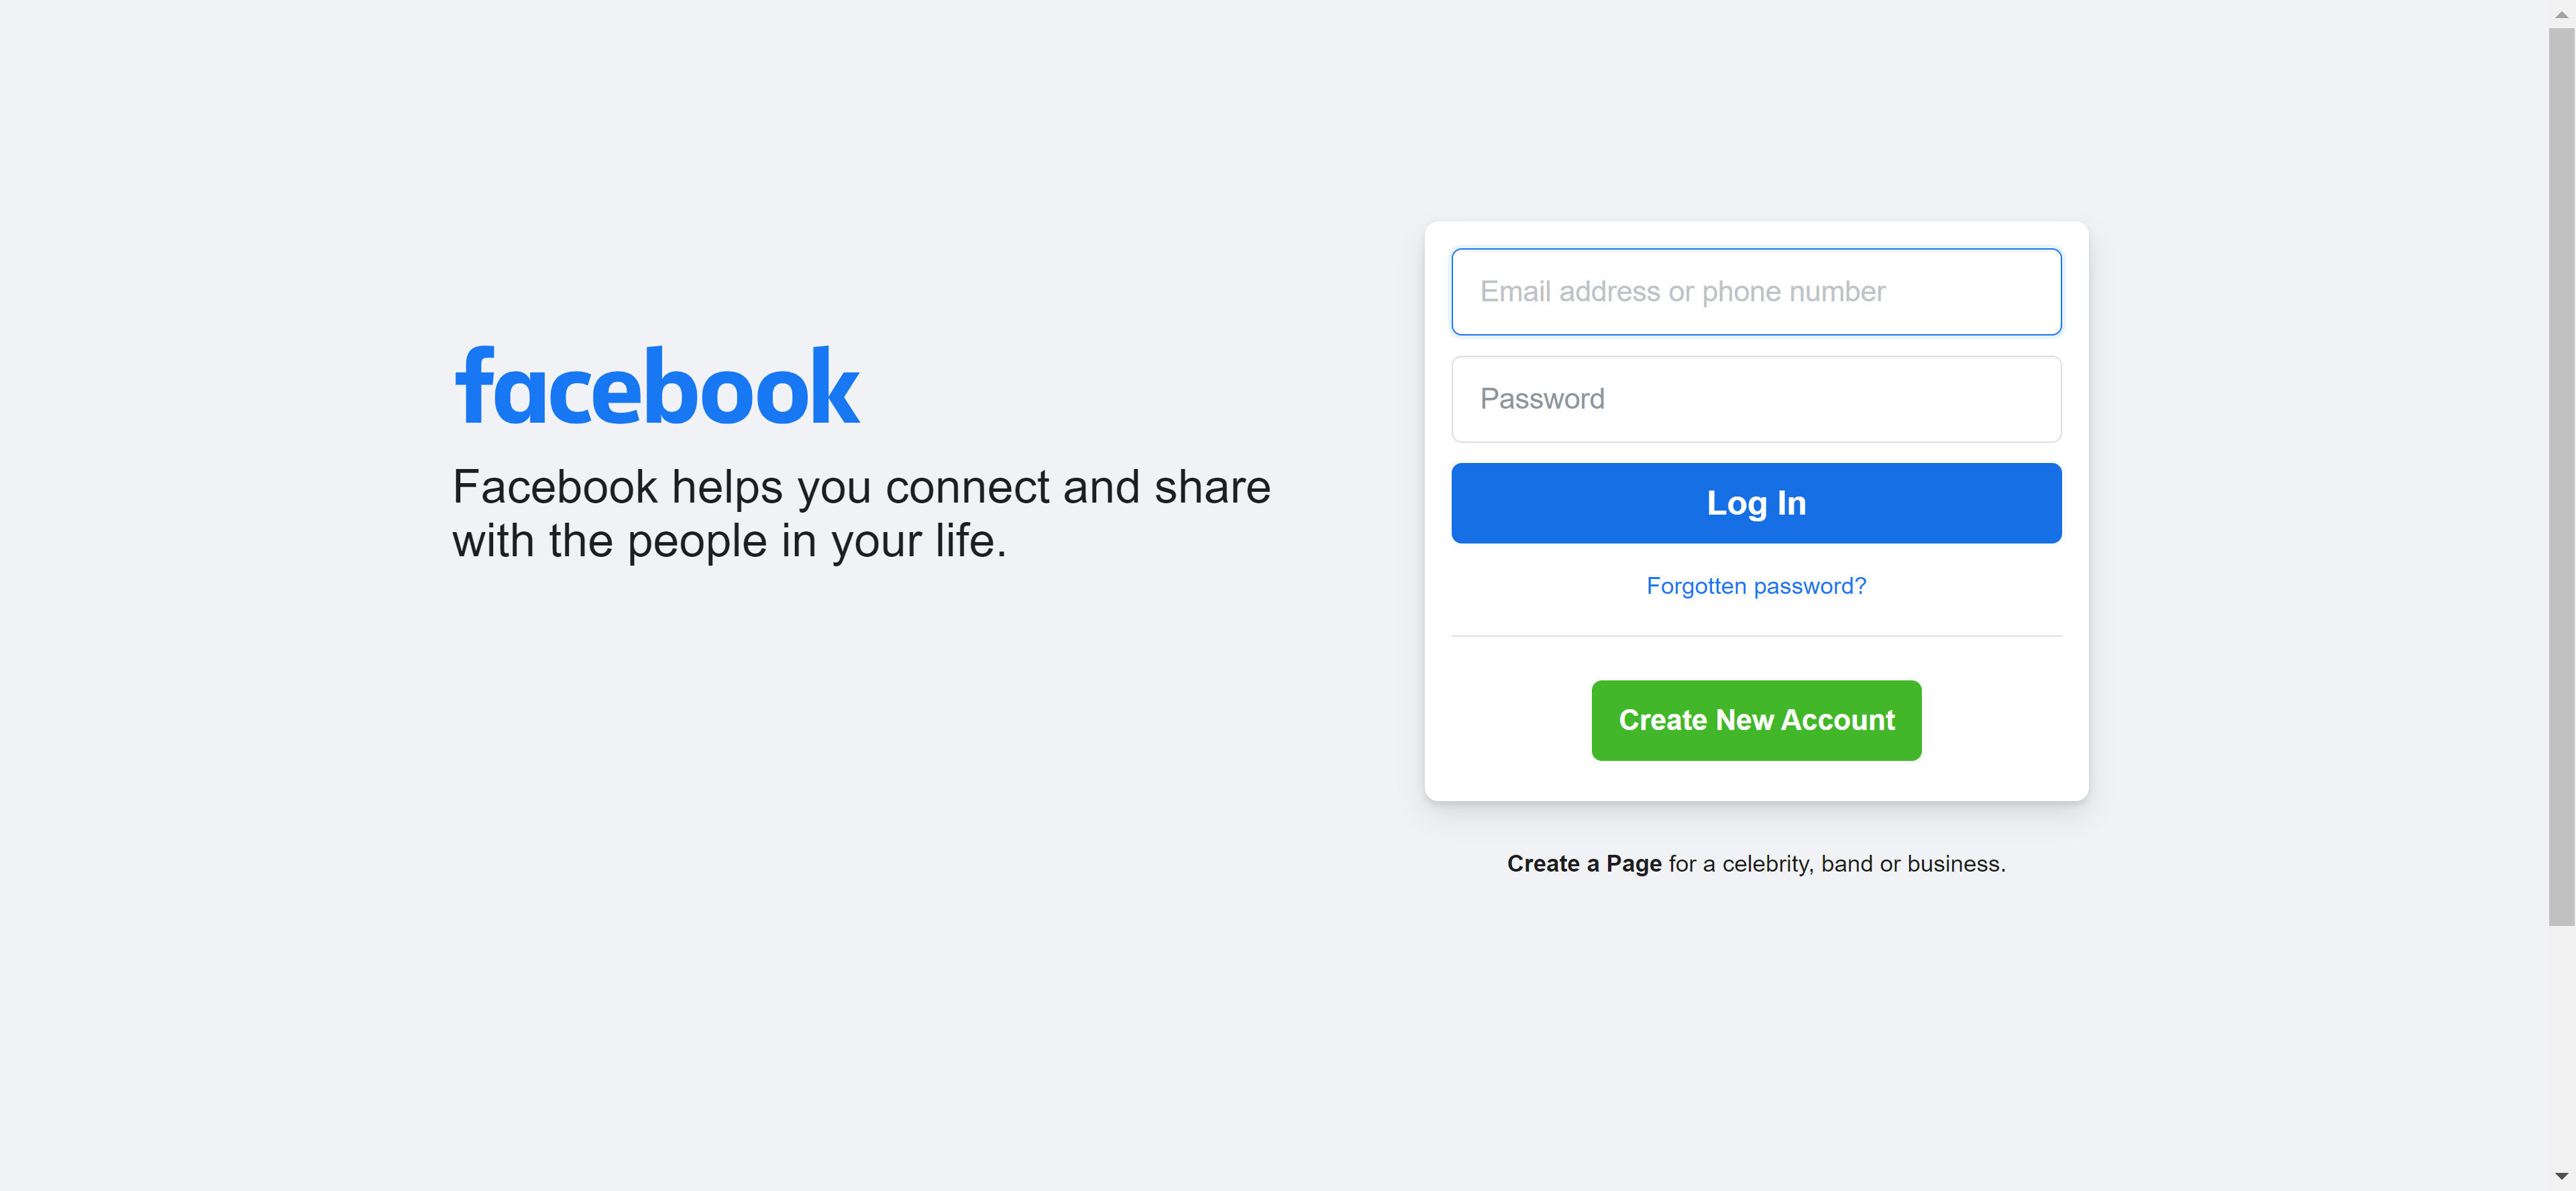 facebook
Facebook helps you connect and share
with the people in your life.
Email address or phone number
Password
Log In
Forgotten password?
Create New Account
Create a Page for a celebrity, band or business.